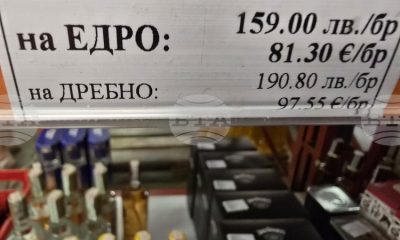 на ЕДРО: 159.00 лв./бр
81.30 €/бр
на ДРЕБНО: 190.80 лв./бр
97.55 €/бр